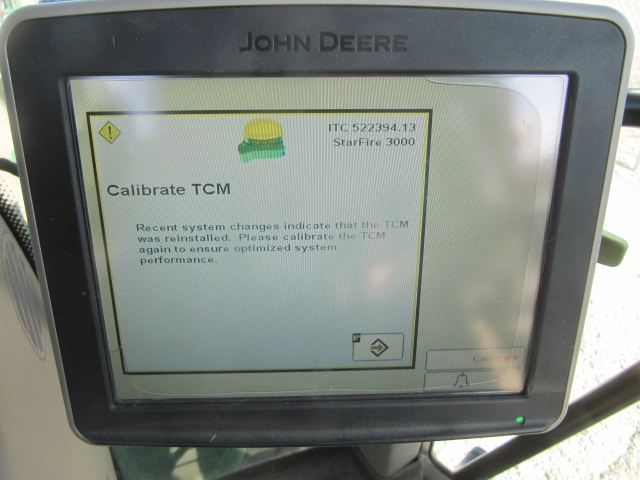 JOHN DEERE
ITC 522394.13
StarFire 3000
Calibrate TCM
Recent system changes indicate that the TCM
was reinstalled. Please calibrate the TCM
again to ensure optimized system
performance.